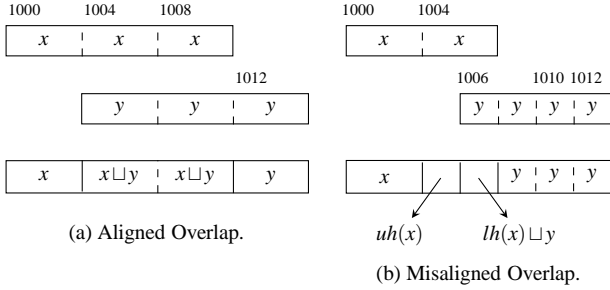 1000 1004 1008
x x x
1012
y y y
x x⊔y x⊔y y
(a) Aligned Overlap.
1000 1004
x x
1006 1010 1012
y y y y
x y y y
uh(x) lh(x)⊔y
(b) Misaligned Overlap.